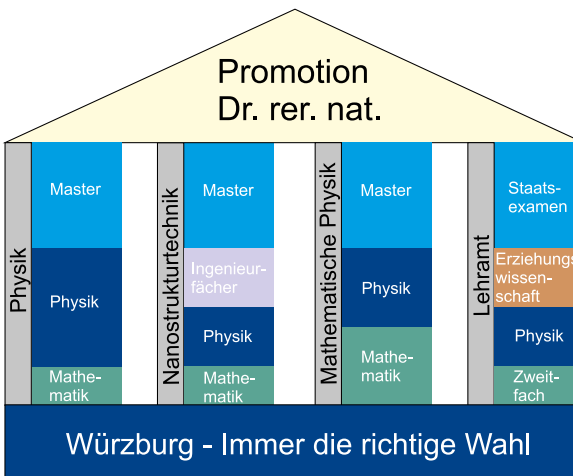 Promotion
Dr. rer. nat.
Physik
Master
Physik
Mathe-
matik
Nanostrukturtechnik
Master
Ingenieur-
fächer
Physik
Mathe-
matik
Mathematische Physik
Master
Physik
Mathe-
matik
Lehramt
Staats-
examen
Erziehungs
wissen-
schaft
Physik
Zweit-
fach
Würzburg - Immer die richtige Wahl